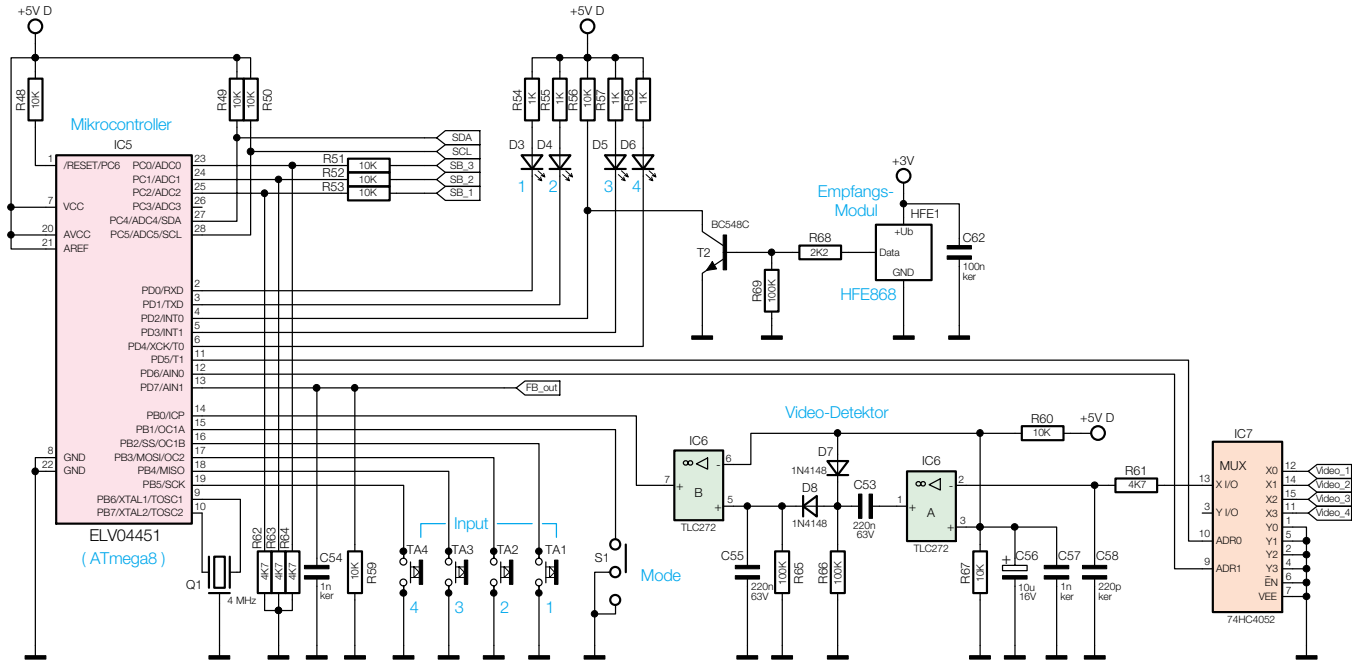 +5V D
+5V D
R48
10K
R49
10K
10K
R50
R54
1K
R55
1K
R56
10K
R57
1K
R58
1K
Mikrocontroller
IC5
SDA
SCL
SB_3
SB_2
SB_1
R51
10K
R52
10K
R53
10K
D3
D4
D5
D6
1
2
3
4
1
/RESET/PC6
7
VCC
20
AVCC
21
AREF
8
GND
22
GND
PC0/ADC0
23
PC1/ADC1
24
PC2/ADC2
25
PC3/ADC3
26
PC4/ADC4/SDA
27
PC5/ADC5/SCL
28
PD0/RXD
2
PD1/TXD
3
PD2/INT0
4
PD3/INT1
5
PD4/XCK/T0
6
PD5/T1
11
PD6/AIN0
12
PD7/AIN1
13
PB0/ICP
14
PB1/OC1A
15
PB2/SS/OC1B
16
PB3/MOSI/OC2
17
PB4/MISO
18
PB5/SCK
19
PB6/XTAL1/TOSC1
9
PB7/XTAL2/TOSC2
10
ELV04451
( ATmega8 )
+3V
Empfangs-
Modul
HFE1
+Ub
Data
GND
HFE868
C62
100n
ker
BC548C
T2
R68
2K2
R69
100K
FB_out
Q1
4 MHz
R62
R63
R64
4K7
4K7
4K7
C54
1n
ker
10K
R59
Input
TA4
TA3
TA2
TA1
4
3
2
1
S1
Mode
Video-Detektor
R60
10K
+5V D
IC6
∞
B
7
+
6
-
5
+
TLC272
D7
1N4148
D8
1N4148
C53
220n
63V
IC6
∞
A
1
+
2
-
3
+
TLC272
C55
220n
63V
100K
R65
R66
100K
R67
10K
+
C56
10u
16V
C57
1n
ker
C58
220p
ker
R61
4K7
IC7
MUX
13
X I/O
3
Y I/O
10
ADR0
9
ADR1
X0
12
Video_1
X1
14
Video_2
X2
15
Video_3
X3
11
Video_4
Y0
1
Y1
5
Y2
2
Y3
4
EN
6
VEE
7
74HC4052